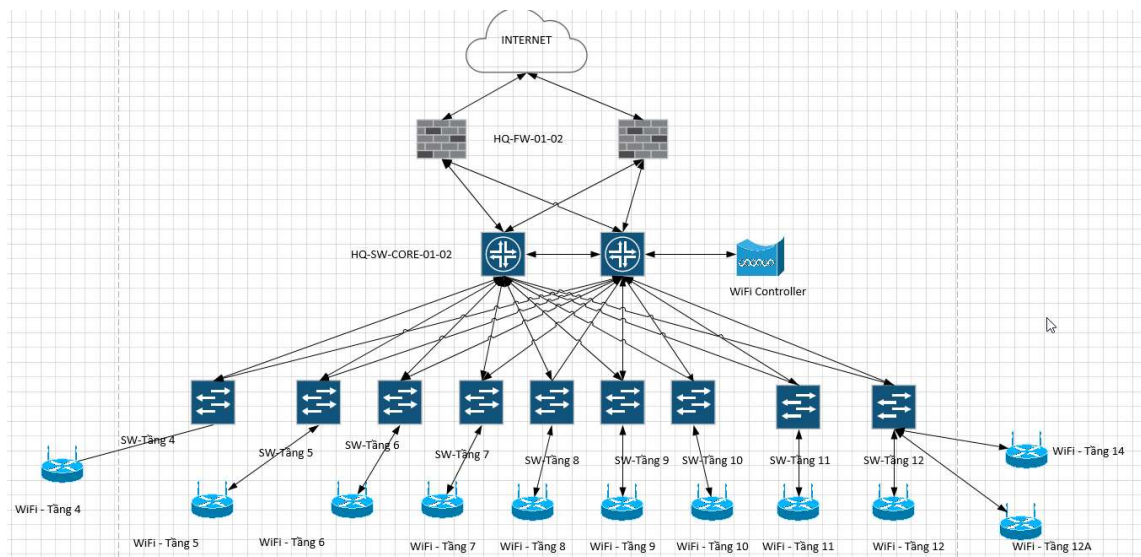 INTERNET
HQ-FW-01-02
HQ-SW-CORE-01-02
WiFi Controller
SW-Tầng 4
SW-Tầng 5
SW-Tầng 6
SW-Tầng 7
SW-Tầng 8
SW-Tầng 9
SW-Tầng 10
SW-Tầng 11
SW-Tầng 12
WiFi - Tầng 14
WiFi - Tầng 4
WiFi - Tầng 5
WiFi - Tầng 6
WiFi - Tầng 7
WiFi - Tầng 8
WiFi - Tầng 9
WiFi - Tầng 10
WiFi - Tầng 11
WiFi - Tầng 12
WiFi - Tầng 12A